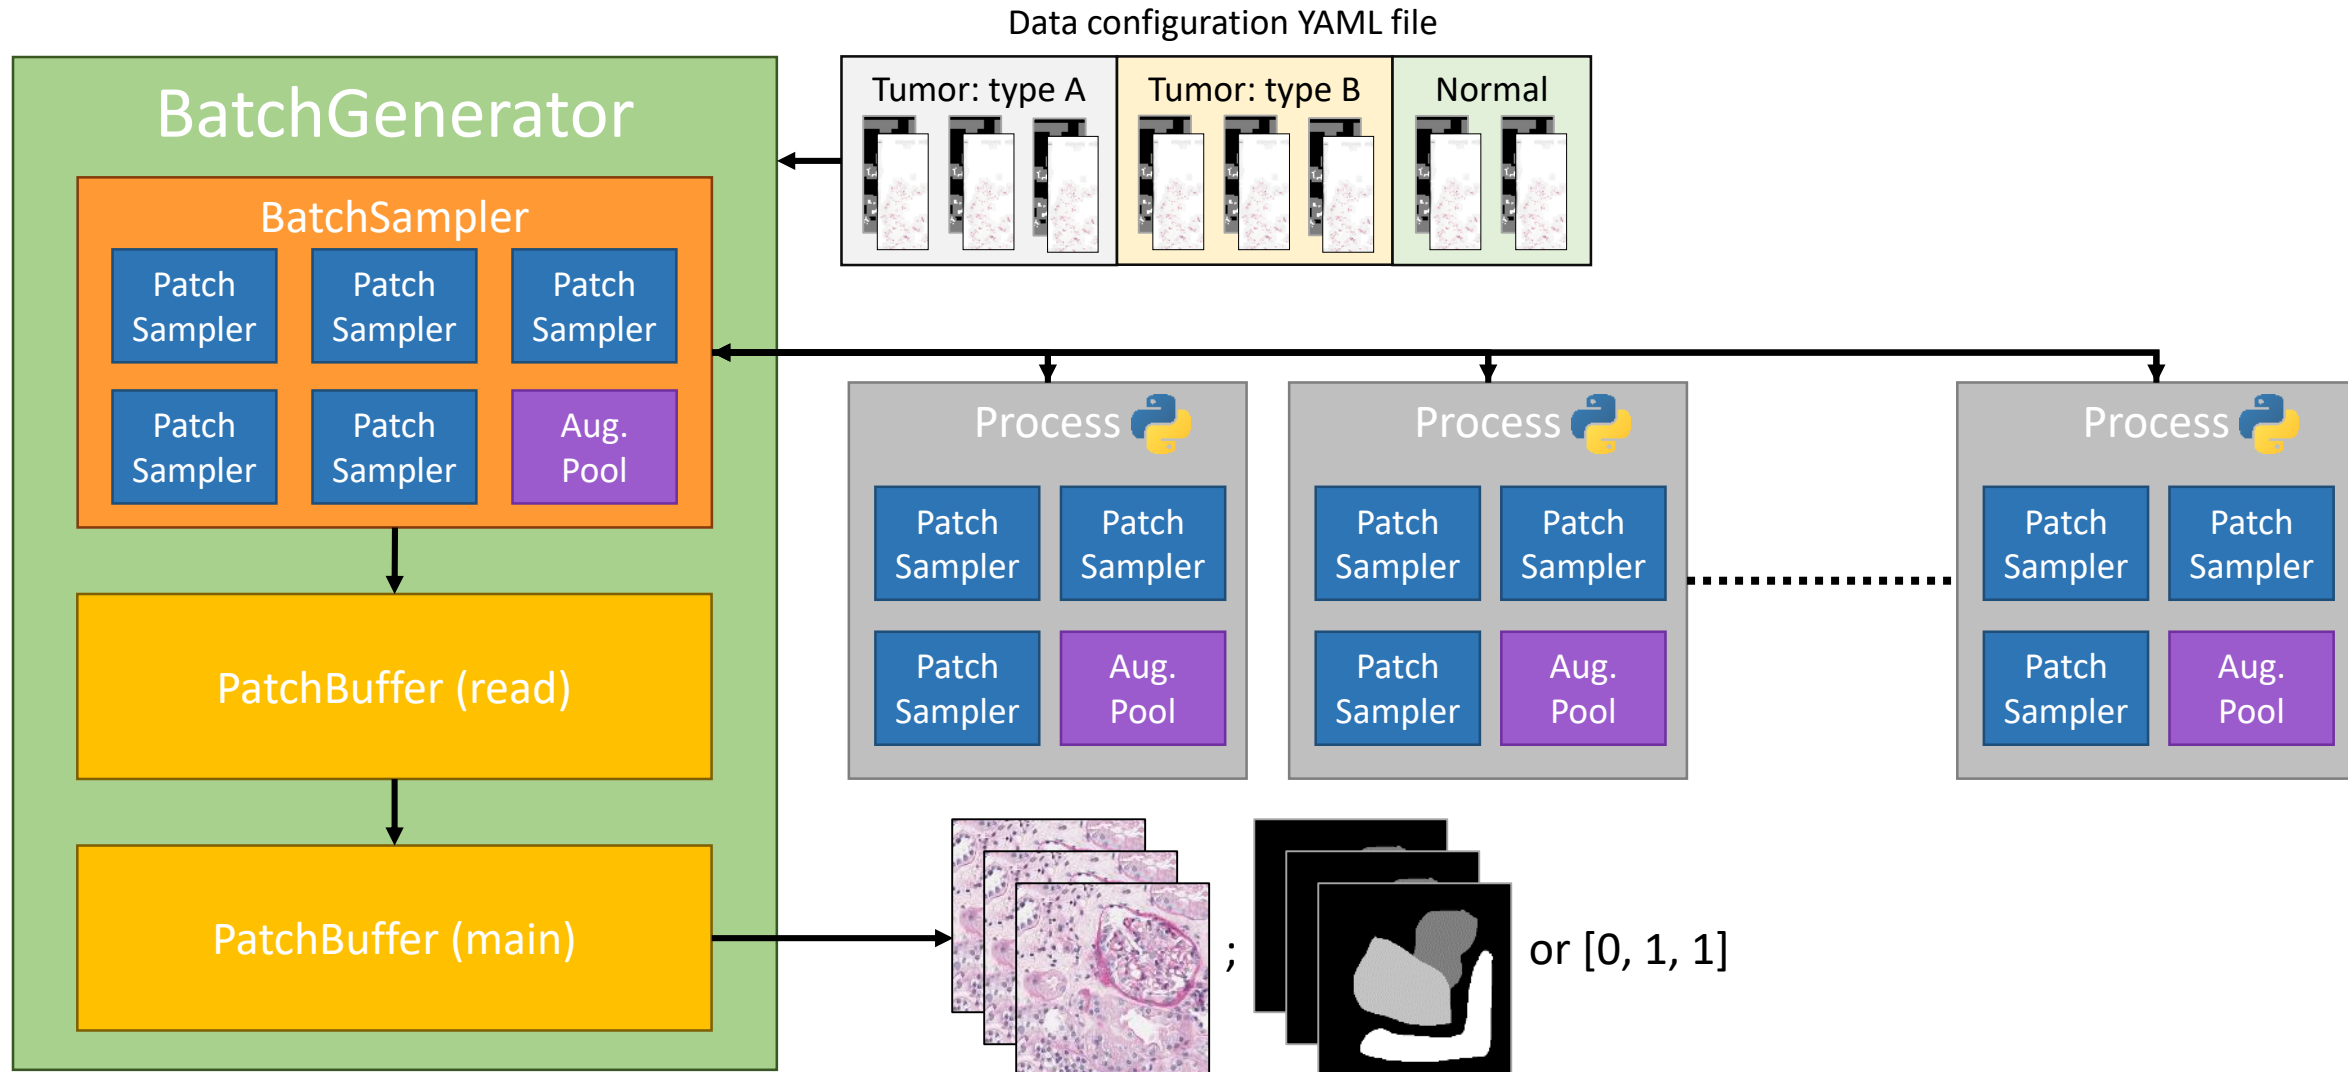 Data configuration YAML file
BatchGenerator
Tumor: type A
Tumor: type B
Normal
BatchSampler
Patch
Sampler
Patch
Sampler
Patch
Sampler
Patch
Sampler
Patch
Sampler
Aug.
Pool
Process
Patch
Sampler
Patch
Sampler
Patch
Sampler
Aug.
Pool
Process
Patch
Sampler
Patch
Sampler
Patch
Sampler
Aug.
Pool
Process
Patch
Sampler
Patch
Sampler
Patch
Sampler
Aug.
Pool
PatchBuffer (read)
PatchBuffer (main)
;
or [0, 1, 1]